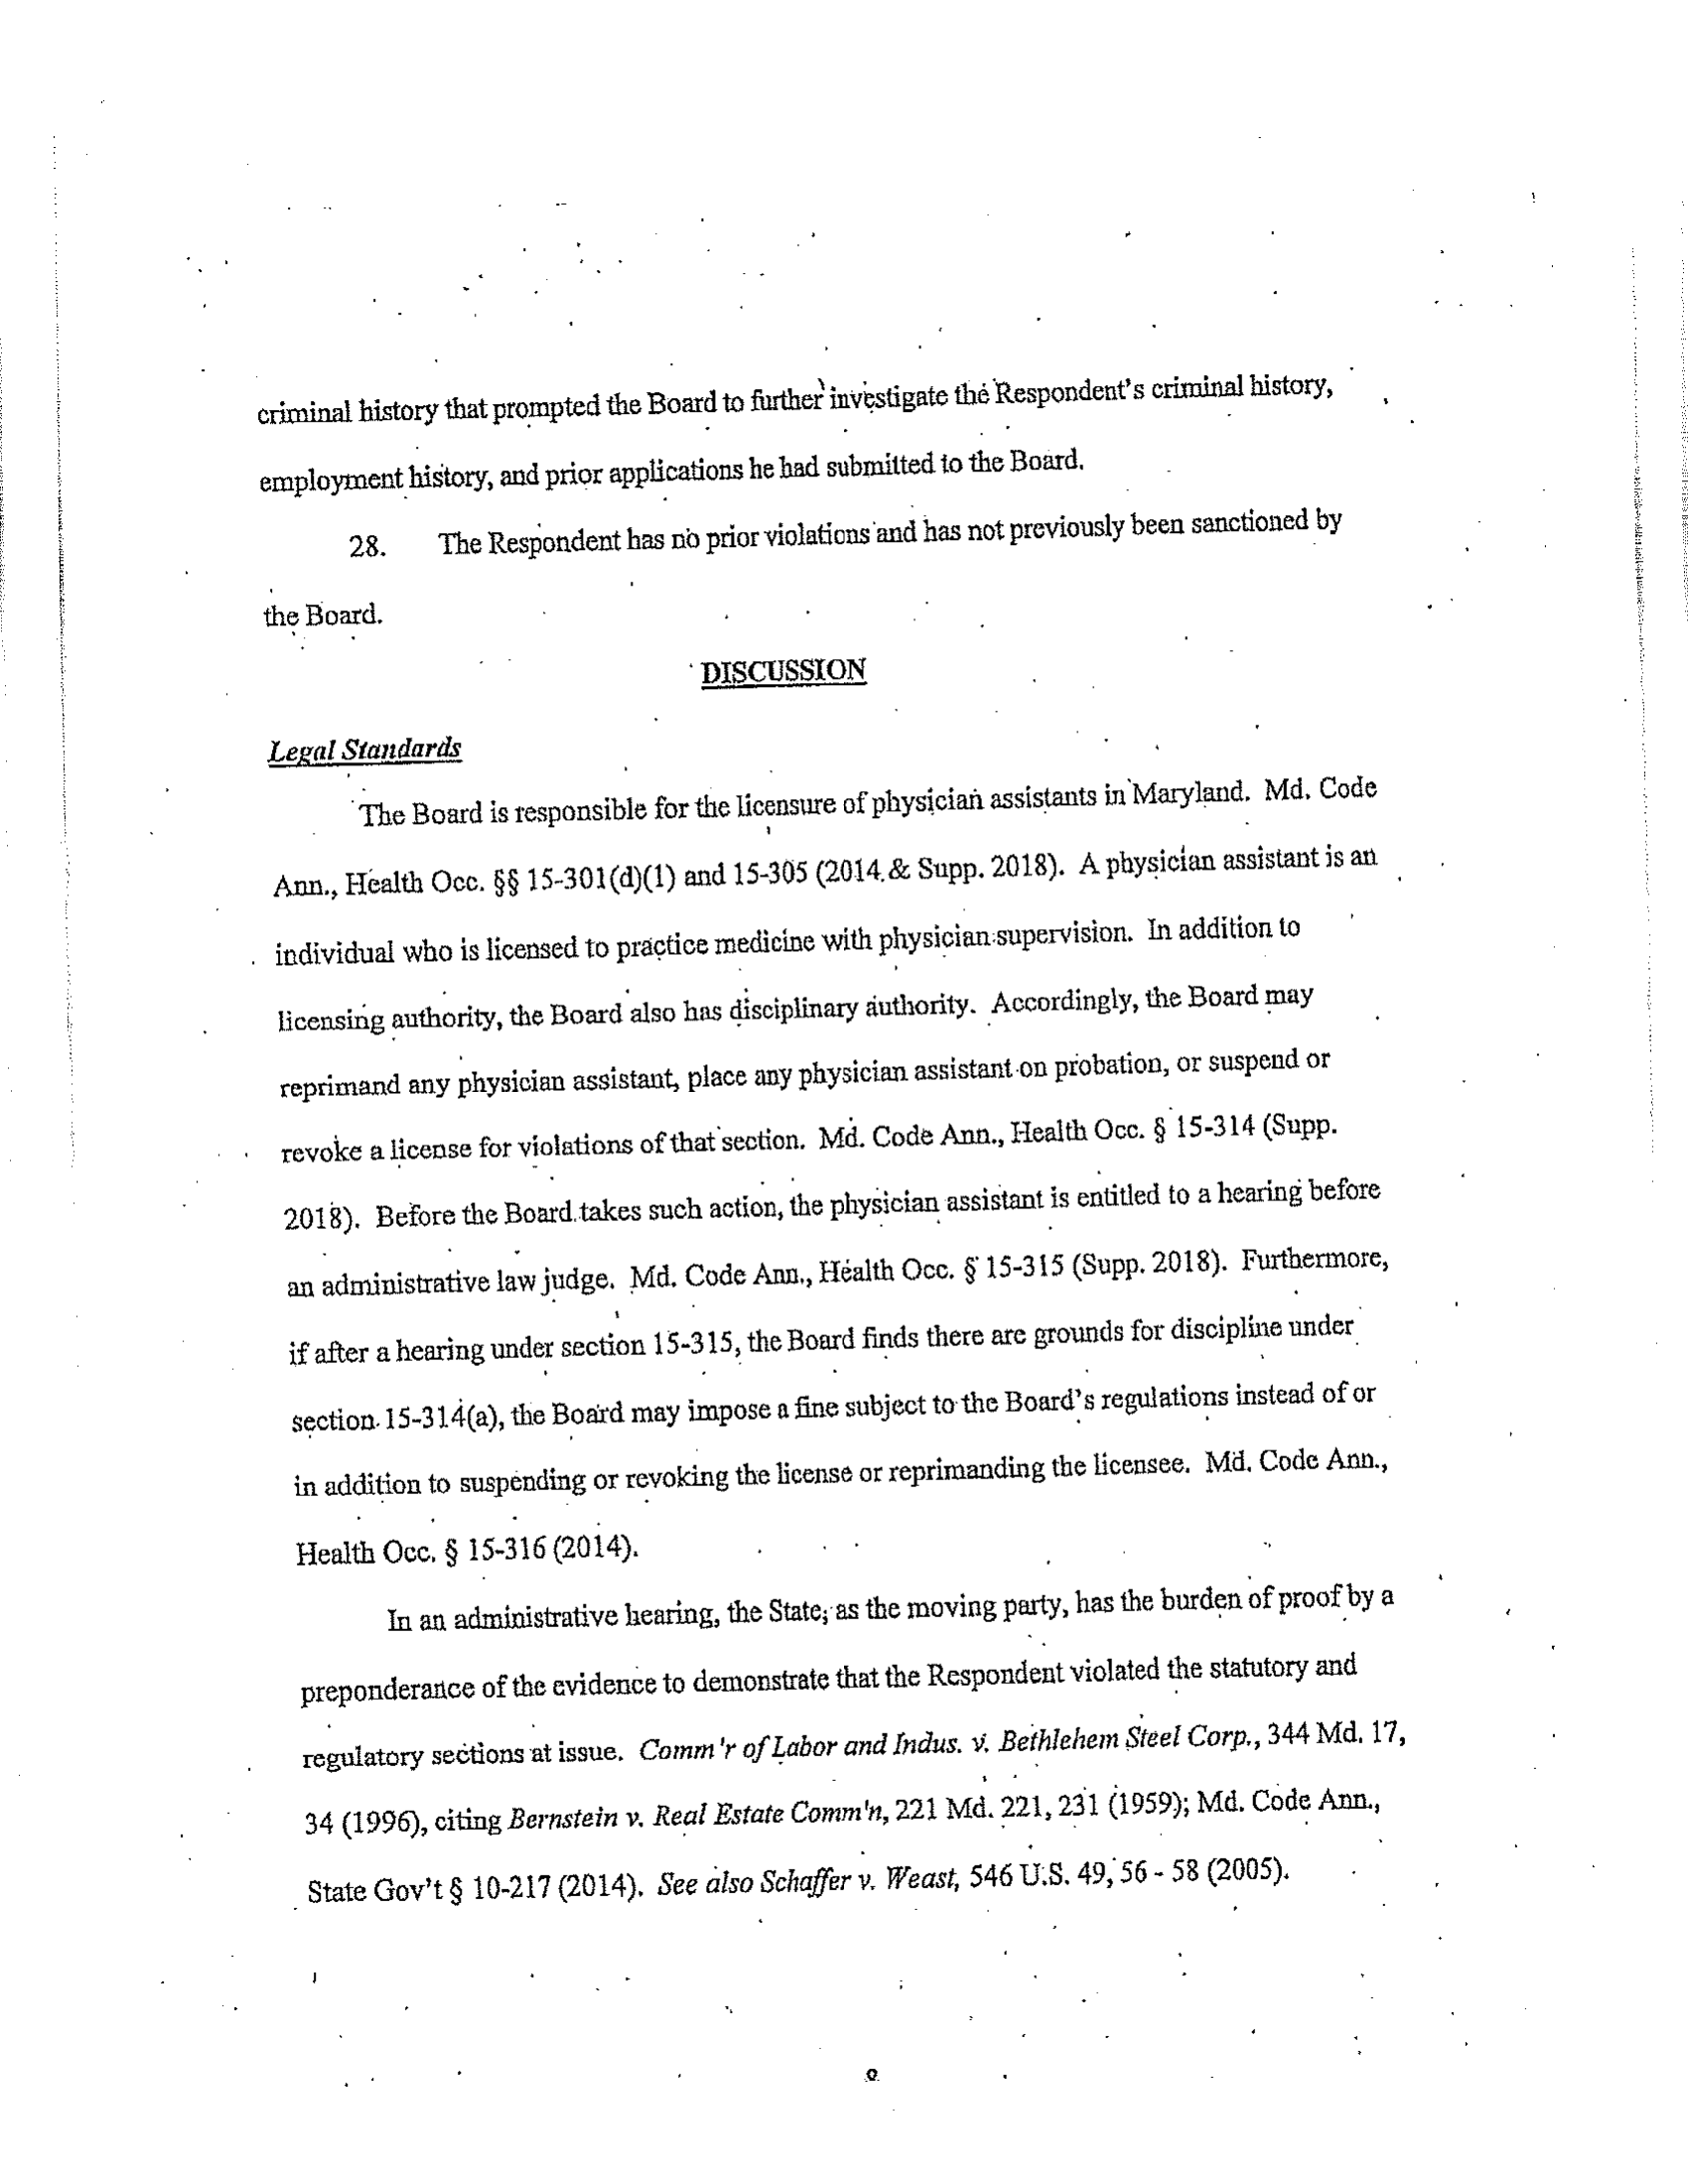 criminal history that prompted the Board to further investigate the Respondent's criminal history,
employment history, and prior applications he had submitted to the Board.
28. The Respondent has no prior violations and has not previously been sanctioned by
the Board.
DISCUSSION
Legal Standards
The Board is responsible for the licensure of physician assistants in Maryland. Md. Code
Ann., Health Occ. §§ 15-301(d)(1) and 15-305 (2014 & Supp. 2018). A physician assistant is an
individual who is licensed to practice medicine with physician supervision. In addition to
licensing authority, the Board also has disciplinary authority. Accordingly, the Board may
reprimand any physician assistant, place any physician assistant on probation, or suspend or
revoke a license for violations of that section. Md. Code Ann., Health Occ. § 15-314 (Supp.
2018). Before the Board takes such action, the physician assistant is entitled to a hearing before
an administrative law judge. Md. Code Ann., Health Occ. § 15-315 (Supp. 2018). Furthermore,
if after a hearing under section 15-315, the Board finds there are grounds for discipline under
section 15-314(a), the Board may impose a fine subject to the Board's regulations instead of or
in addition to suspending or revoking the license or reprimanding the licensee. Md. Code Ann.,
Health Occ. § 15-316 (2014).
In an administrative hearing, the State, as the moving party, has the burden of proof by a
preponderance of the evidence to demonstrate that the Respondent violated the statutory and
regulatory sections at issue. Comm'r of Labor and Indus. v. Bethlehem Steel Corp., 344 Md. 17,
34 (1996), citing Bernstein v. Real Estate Comm'n, 221 Md. 221, 231 (1959); Md. Code Ann.,
State Gov't § 10-217 (2014). See also Schaffer v. Weast, 546 U.S. 49, 56 - 58 (2005).